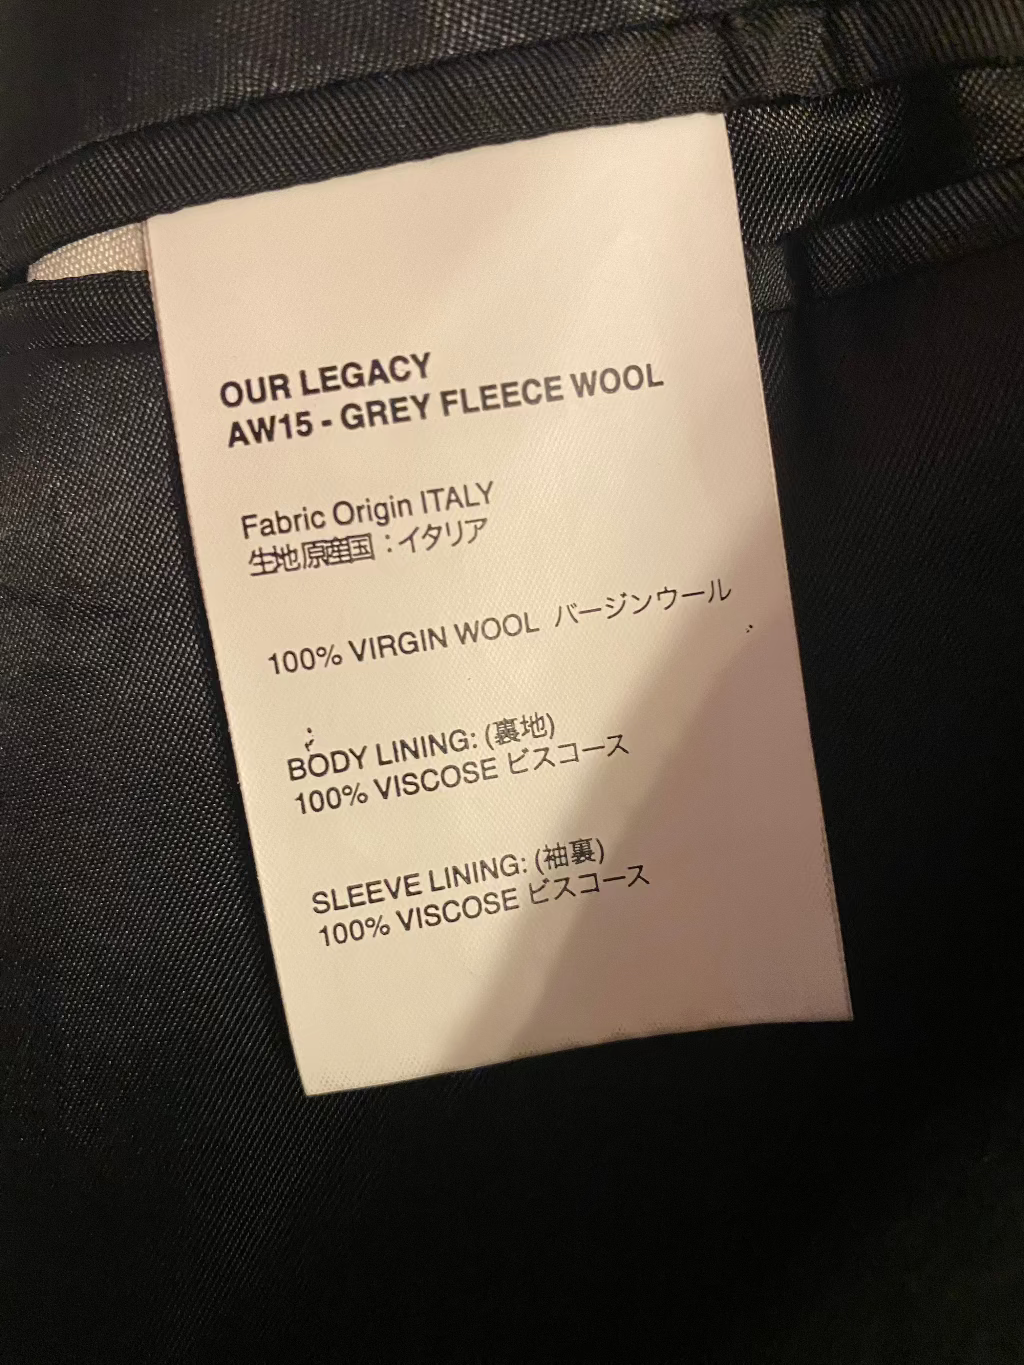 OUR LEGACY
AW15 - GREY FLEECE WOOL
Fabric Origin ITALY
生地原産国：イタリア
100% VIRGIN WOOL バージンウール
BODY LINING: (裏地)
100% VISCOSE ビスコース
SLEEVE LINING: (袖裏)
100% VISCOSE ビスコース